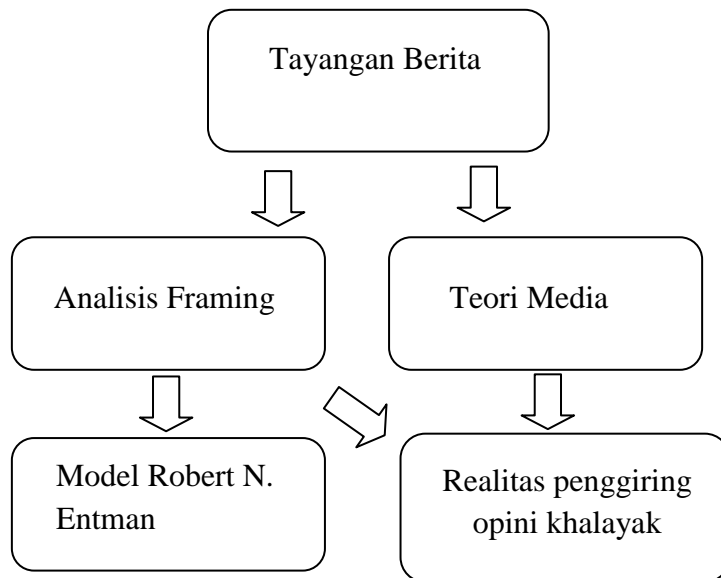 Tayangan Berita
Analisis Framing
Teori Media
Model Robert N.
Entman
Realitas penggiring
opini khalayak